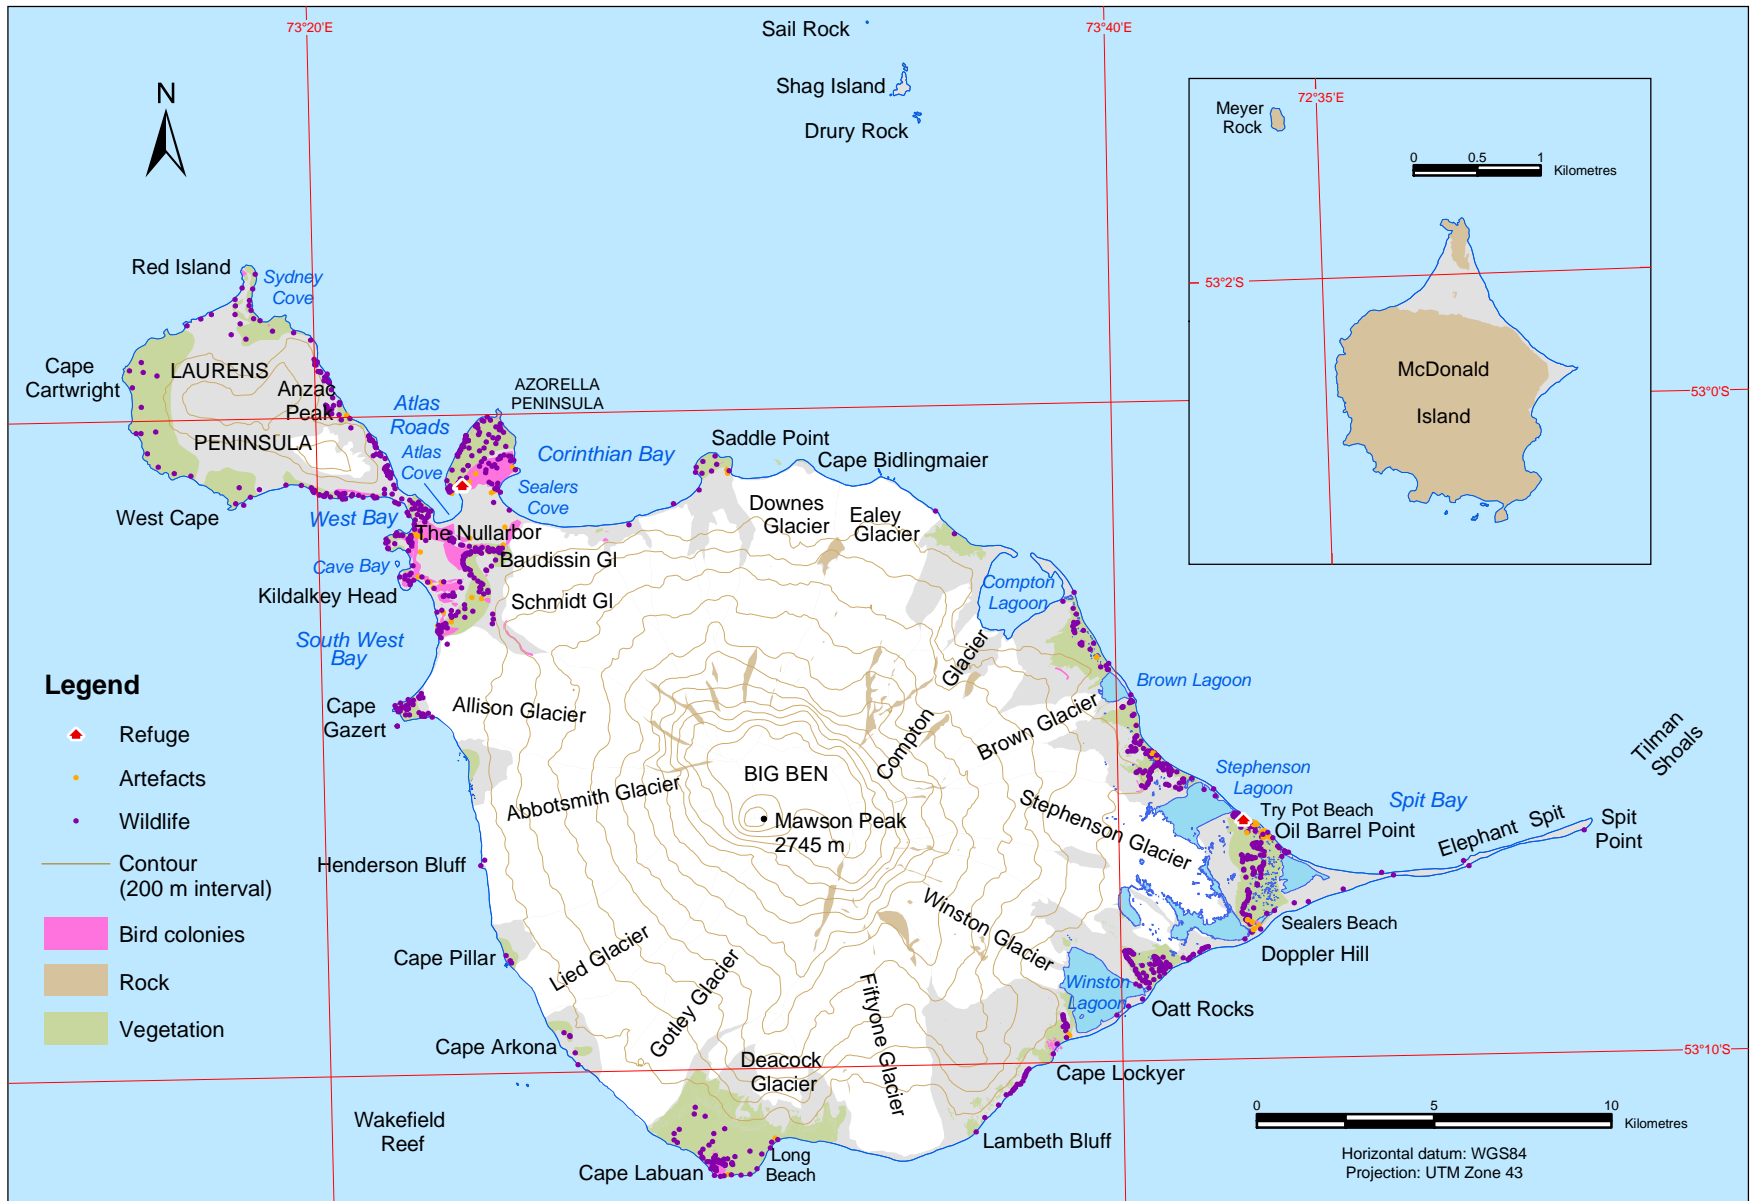 73°20'E
73°40'E
Sail Rock
Shag Island
Drury Rock
N
72°35'E
Meyer
Rock
0 0.5 1
Kilometres
53°2'S
McDonald
Island
Red Island
Sydney
Cove
Cape
Cartwright
LAURENS
Anzac
Peak
PENINSULA
AZORELLA
PENINSULA
Atlas
Roads
Atlas
Cove
Corinthian Bay
Saddle Point
Cape Bidlingmaier
53°0'S
Sealers
Cove
West Cape
West Bay
The Nullarbor
Downes
Glacier
Ealey
Glacier
Cave Bay
Baudissin Gl
Kildalkey Head
Schmidt Gl
Compton
Lagoon
South West
Bay
Legend
Refuge
Artefacts
Wildlife
Contour
(200 m interval)
Bird colonies
Rock
Vegetation
Cape
Gazert
Allison Glacier
Compton
Glacier
Brown Lagoon
Brown Glacier
BIG BEN
Abbotsmith Glacier
Mawson Peak
2745 m
Stephenson
Lagoon
Stephenson Glacier
Try Pot Beach
Oil Barrel Point
Spit Bay
Tilman
Shoals
Elephant Spit
Spit
Point
Henderson Bluff
Winston Glacier
Sealers Beach
Doppler Hill
Cape Pillar
Lied Glacier
Gotley Glacier
Fiftyone Glacier
Winston
Lagoon
Oatt Rocks
Cape Arkona
Deacock
Glacier
53°10'S
Cape Lockyer
Wakefield
Reef
Lambeth Bluff
Cape Labuan
Long
Beach
0 5 10
Kilometres
Horizontal datum: WGS84
Projection: UTM Zone 43